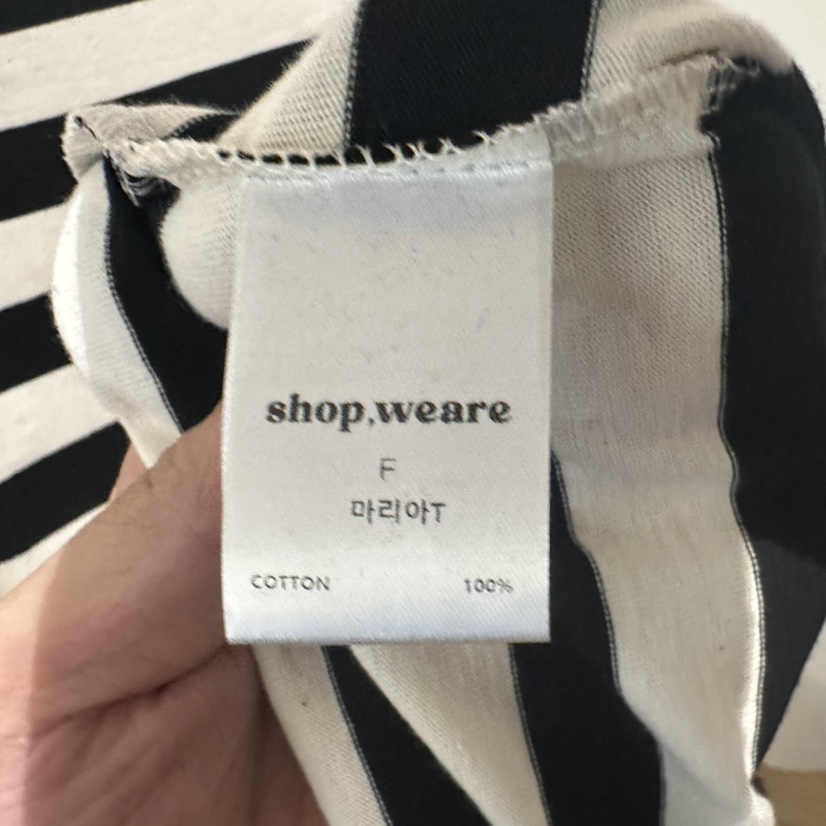 shop,weare
F
마리아T
COTTON 100%